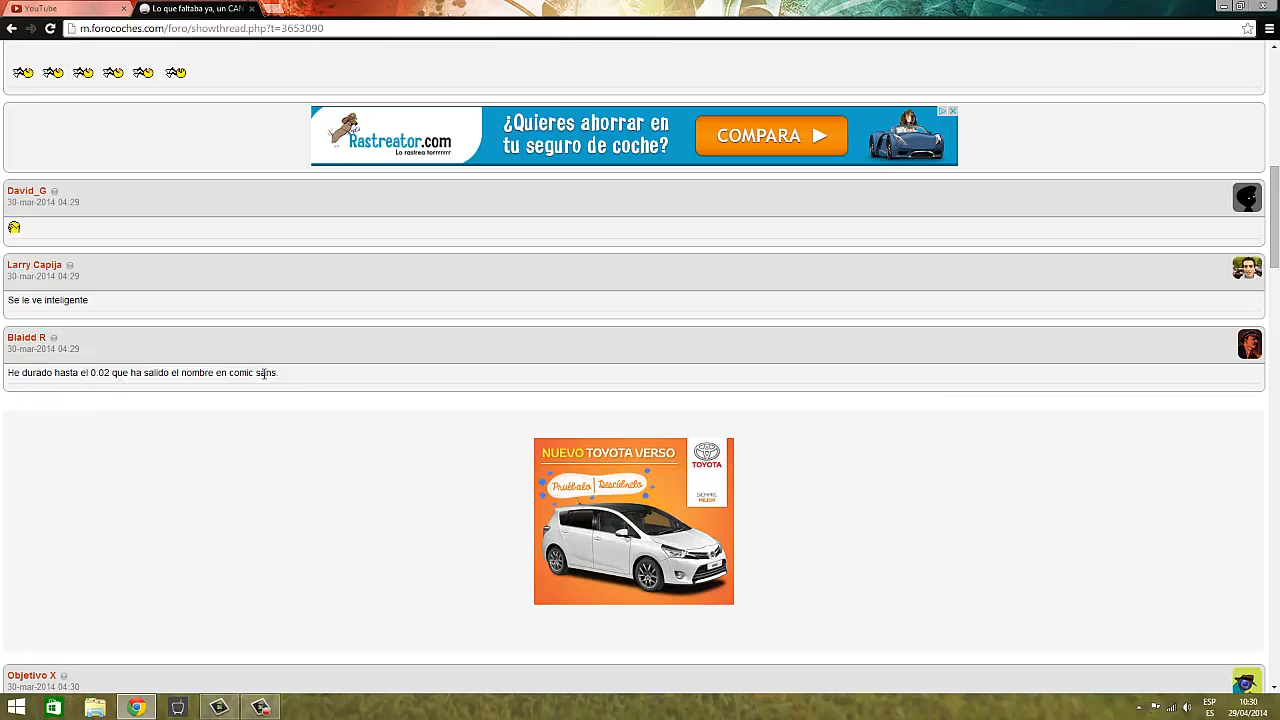 YouTube
Lo que faltaba ya, un CAN
m.forocoches.com/foro/showthread.php?t=3653090
Rastreator.com
Lo rastrea torrrrrrr
¿Quieres ahorrar en
tu seguro de coche?
COMPARA
David_G
30-mar-2014 04:29
Larry Capija
30-mar-2014 04:29
Se le ve inteligente
Blaidd R
30-mar-2014 04:29
He durado hasta el 0.02 que ha salido el nombre en comic sans.
NUEVO TOYOTA VERSO
TOYOTA
Pruébalo | Descúbrelo
SIEMPRE
MEJOR
Objetivo X
30-mar-2014 04:30
ESP
ES
10:30
29/04/2014